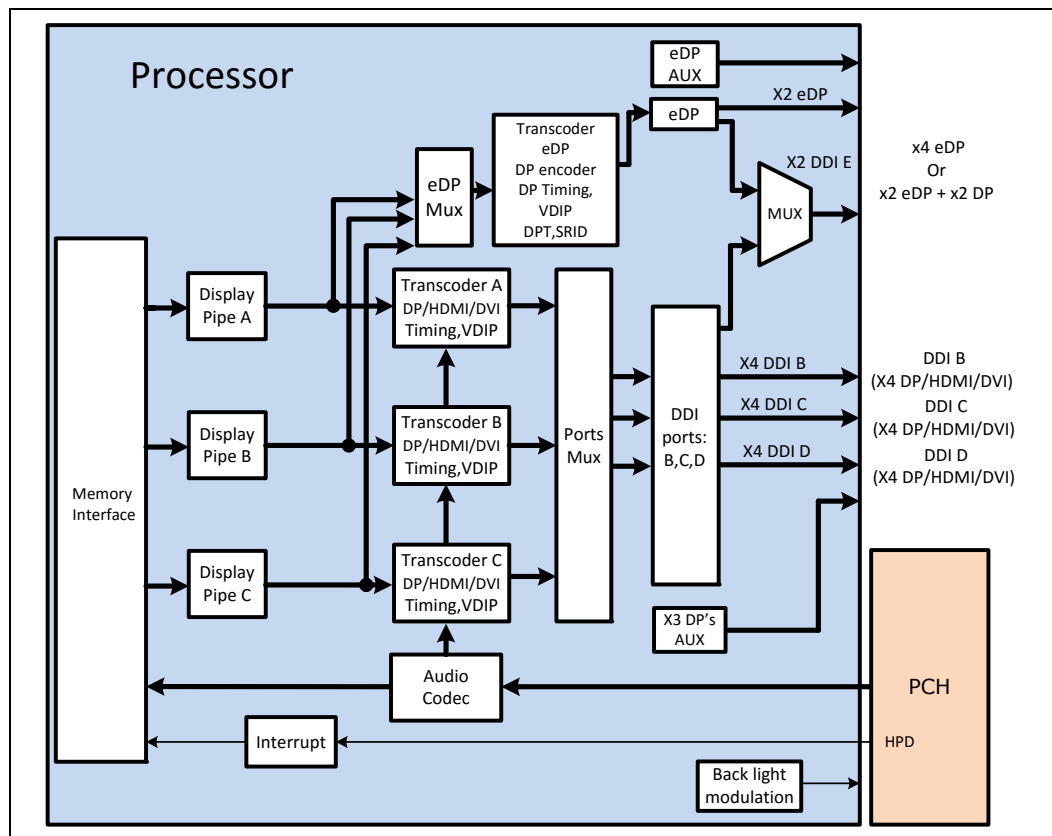 Processor
eDP
AUX
X2 eDP
eDP
Transcoder
eDP
DP encoder
DP Timing,
VDIP
DPT,SRID
eDP
Mux
X2 DDI E
MUX
x4 eDP
Or
x2 eDP + x2 DP
Memory
Interface
Display
Pipe A
Transcoder A
DP/HDMI/DVI
Timing,VDIP
Display
Pipe B
Transcoder B
DP/HDMI/DVI
Timing,VDIP
Display
Pipe C
Transcoder C
DP/HDMI/DVI
Timing,VDIP
Ports
Mux
DDI
ports:
B,C,D
X4 DDI B
X4 DDI C
X4 DDI D
DDI B
(X4 DP/HDMI/DVI)
DDI C
(X4 DP/HDMI/DVI)
DDI D
(X4 DP/HDMI/DVI)
X3 DP’s
AUX
Audio
Codec
PCH
Interrupt
HPD
Back light
modulation